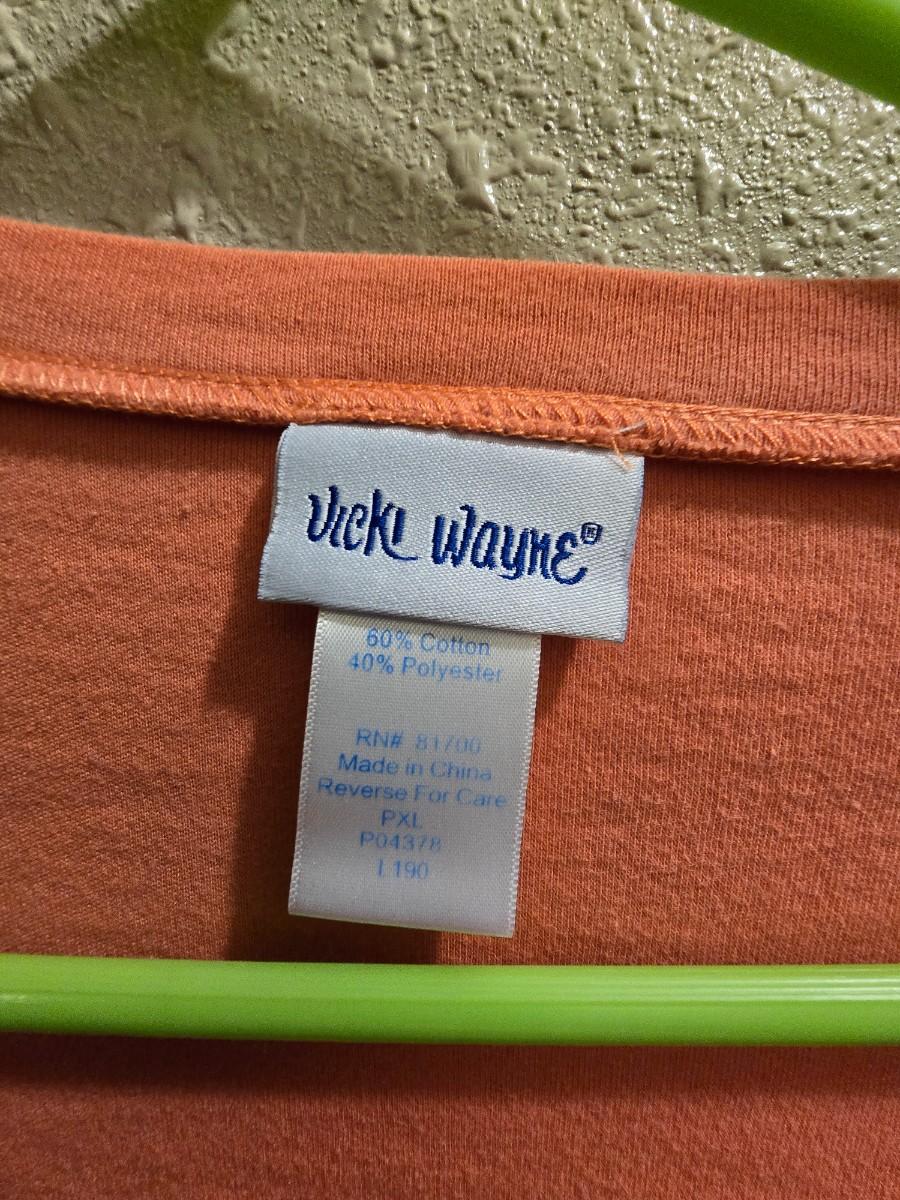 Vicki Wayne®
60% Cotton
40% Polyester
RN# 81700
Made in China
Reverse For Care
PXL
P04378
L190